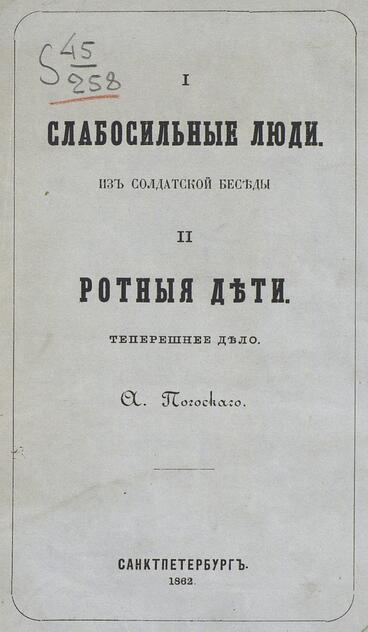 S 45
258
I
СЛАБОСИЛЬНЫЕ ЛЮДИ.
ИЗЪ СОЛДАТСКОЙ БЕСѢДЫ
II
РОТНЫЯ ДѢТИ.
ТЕПЕРЕШНЕЕ ДѢЛО.
А. Погоскаго.
САНКТПЕТЕРБУРГЪ.
1862.